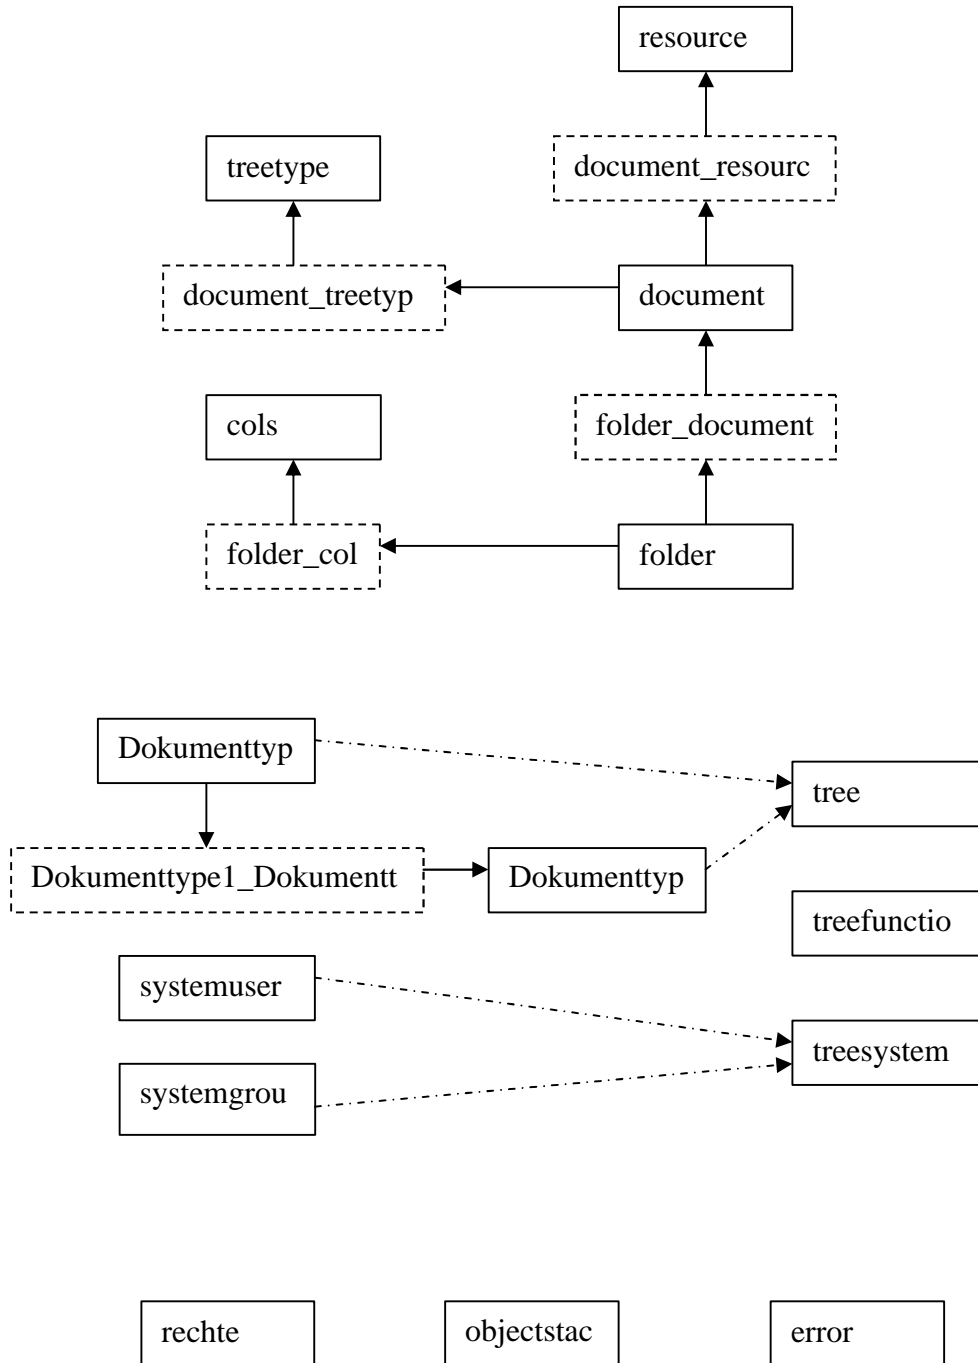 resource
treetype
document_resourc
document_treetyp
document
cols
folder_document
folder_col
folder
Dokumenttyp
tree
Dokumenttype1_Dokumentt
Dokumenttyp
treefunctio
systemuser
treesystem
systemgrou
rechte
objectstac
error